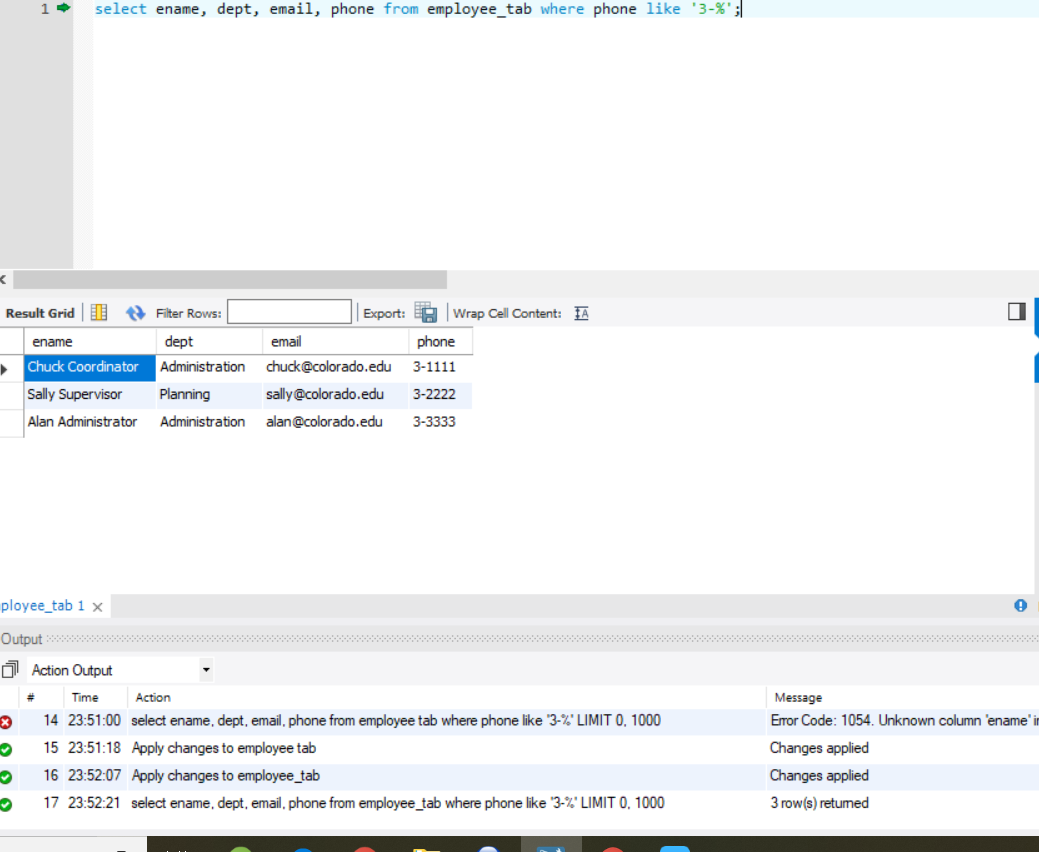 1 select ename, dept, email, phone from employee_tab where phone like '3-%';
Result Grid Filter Rows: Export: Wrap Cell Content:
ename dept email phone
Chuck Coordinator Administration chuck@colorado.edu 3-1111
Sally Supervisor Planning sally@colorado.edu 3-2222
Alan Administrator Administration alan@colorado.edu 3-3333
ployee_tab 1
Output
Action Output
# Time Action Message
14 23:51:00 select ename, dept, email, phone from employee tab where phone like '3-%' LIMIT 0, 1000 Error Code: 1054. Unknown column 'ename' i
15 23:51:18 Apply changes to employee tab Changes applied
16 23:52:07 Apply changes to employee_tab Changes applied
17 23:52:21 select ename, dept, email, phone from employee_tab where phone like '3-%' LIMIT 0, 1000 3 row(s) returned